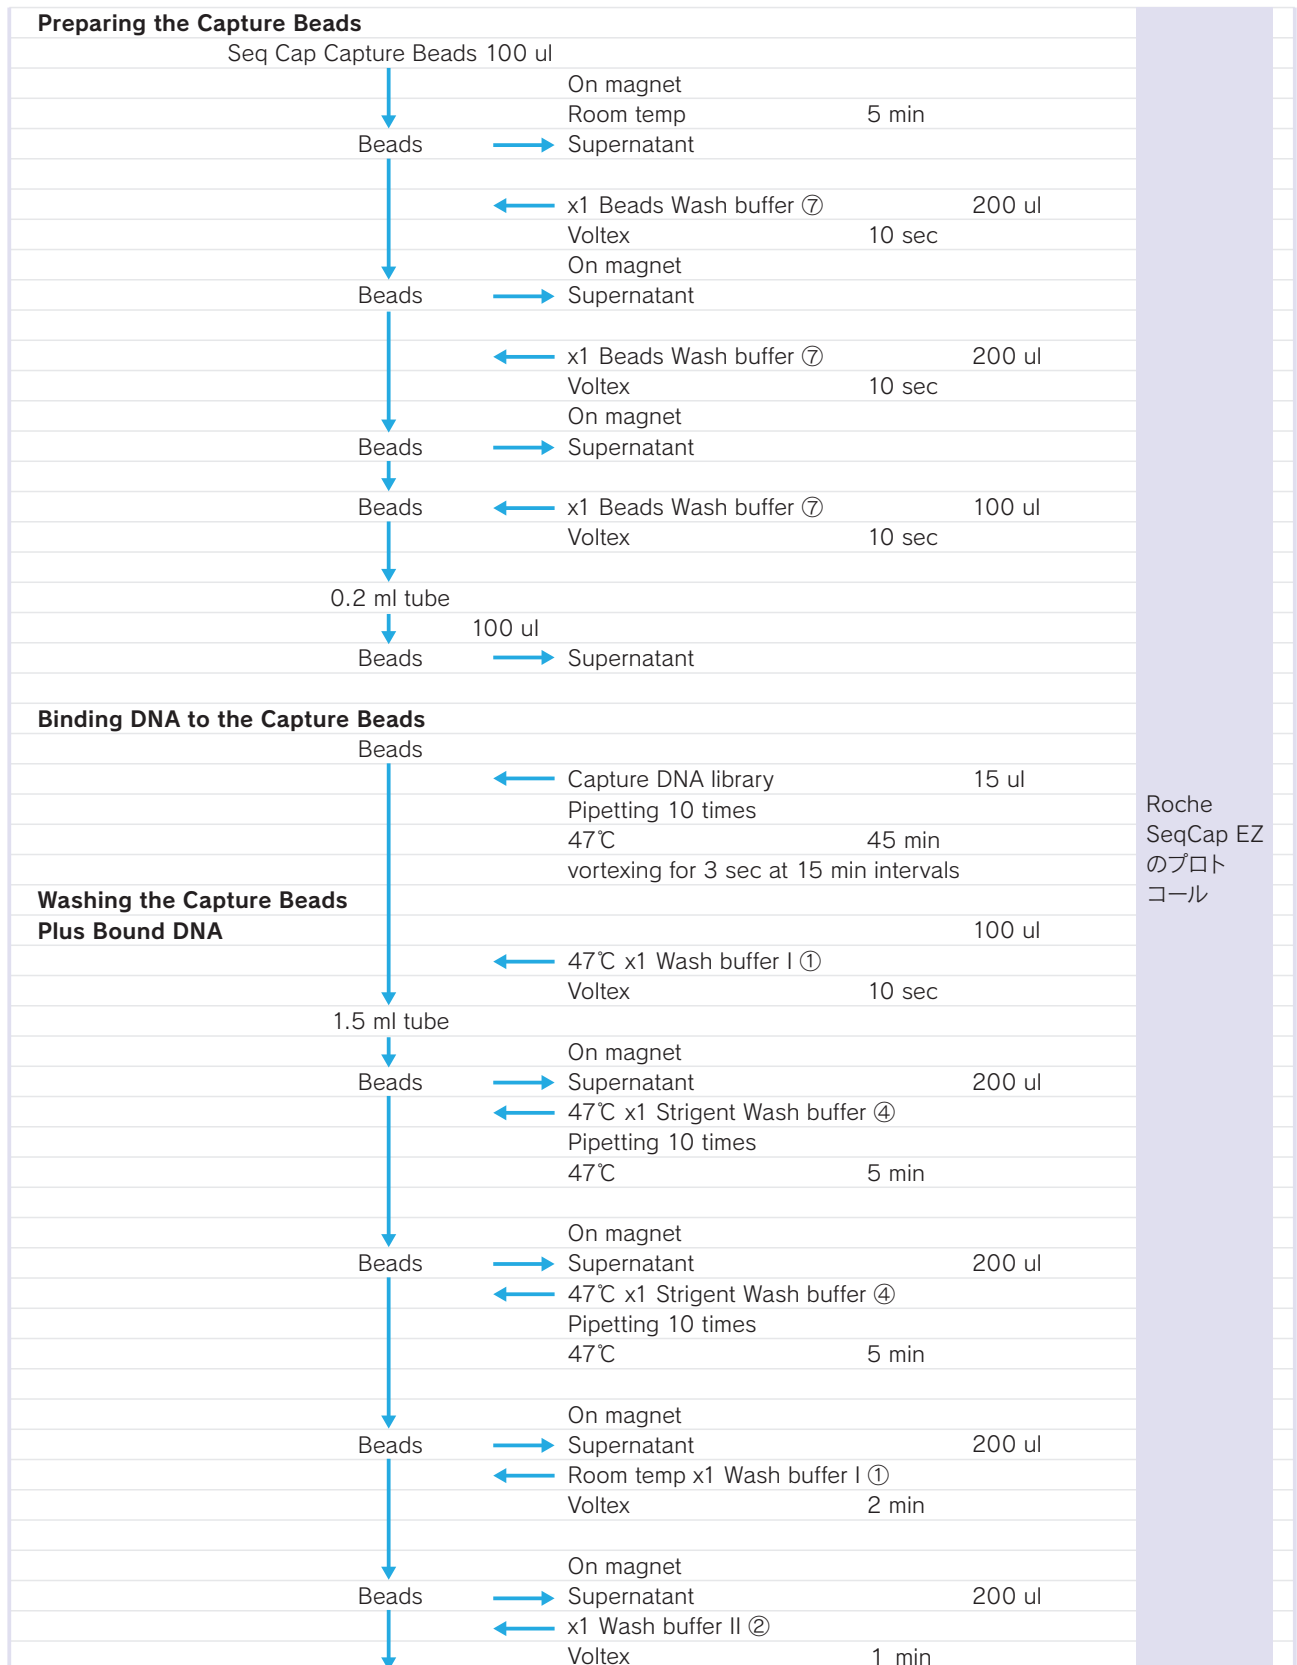 Preparing the Capture Beads
Seq Cap Capture Beads 100 ul
On magnet
Room temp 5 min
Beads Supernatant
x1 Beads Wash buffer ⑦ 200 ul
Voltex 10 sec
On magnet
Beads Supernatant
x1 Beads Wash buffer ⑦ 200 ul
Voltex 10 sec
On magnet
Beads Supernatant
Beads x1 Beads Wash buffer ⑦ 100 ul
Voltex 10 sec
0.2 ml tube
100 ul
Beads Supernatant
Binding DNA to the Capture Beads
Beads
Capture DNA library 15 ul
Pipetting 10 times
47℃ 45 min
vortexing for 3 sec at 15 min intervals
Washing the Capture Beads
Plus Bound DNA 100 ul
47℃ x1 Wash buffer I ①
Voltex 10 sec
1.5 ml tube
On magnet
Beads Supernatant 200 ul
47℃ x1 Strigent Wash buffer ④
Pipetting 10 times
47℃ 5 min
On magnet
Beads Supernatant 200 ul
47℃ x1 Strigent Wash buffer ④
Pipetting 10 times
47℃ 5 min
On magnet
Beads Supernatant 200 ul
Room temp x1 Wash buffer I ①
Voltex 2 min
On magnet
Beads Supernatant 200 ul
x1 Wash buffer II ②
Voltex 1 min
Roche
SeqCap EZ
のプロト
コール